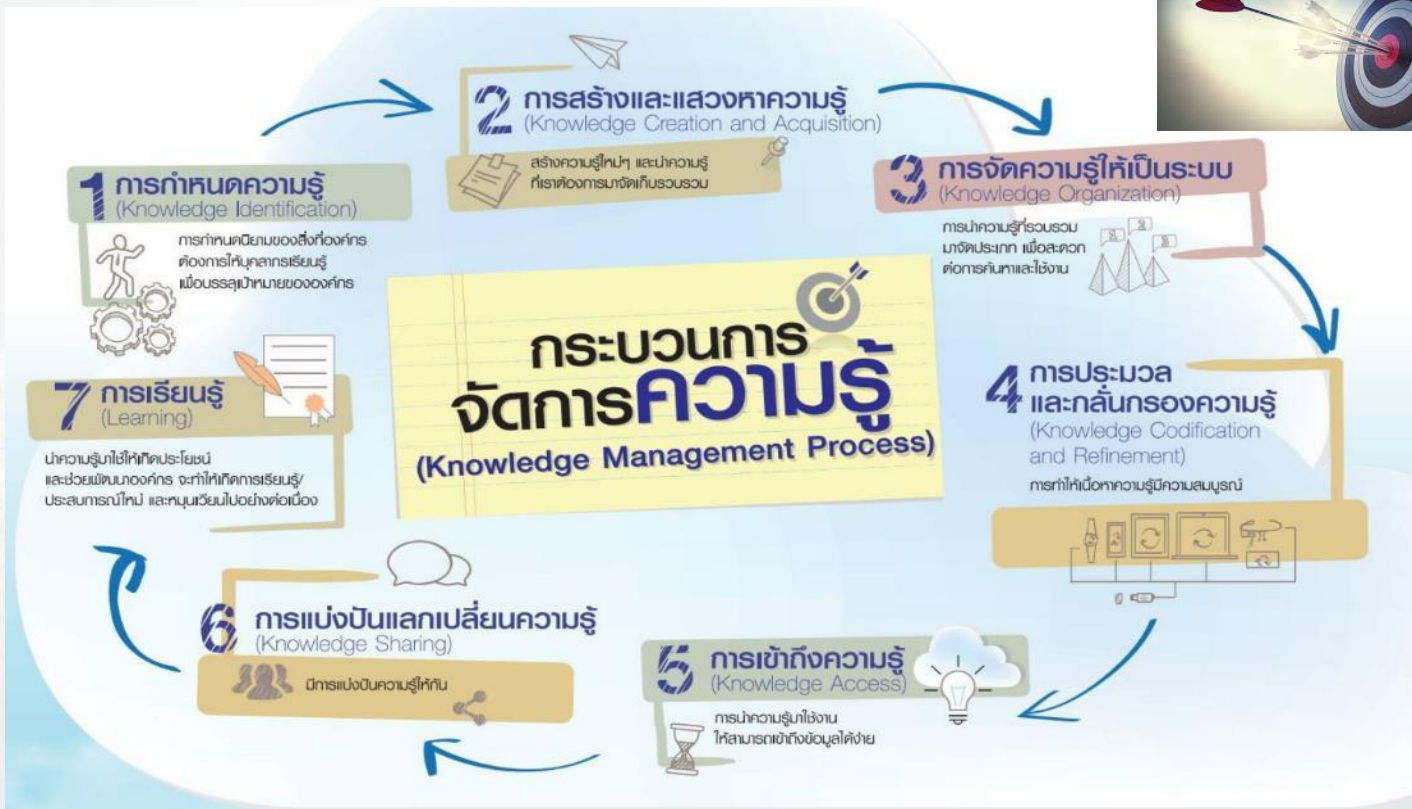 กระบวนการ
จัดการความรู้
(Knowledge Management Process)
1 การกำหนดความรู้
(Knowledge Identification)
การกำหนดนิยามของสิ่งที่องค์กร
ต้องการให้บุคลากรเรียนรู้
เพื่อบรรลุเป้าหมายขององค์กร
2 การสร้างและแสวงหาความรู้
(Knowledge Creation and Acquisition)
สร้างความรู้ใหม่ๆ และนำความรู้
ที่เราต้องการมาจัดเก็บรวบรวม
3 การจัดความรู้ให้เป็นระบบ
(Knowledge Organization)
การนำความรู้ที่รวบรวม
มาจัดประเภท เพื่อสะดวก
ต่อการค้นหาและใช้งาน
4 การประมวล
และกลั่นกรองความรู้
(Knowledge Codification
and Refinement)
การทำให้เนื้อหาความรู้มีความสมบูรณ์
5 การเข้าถึงความรู้
(Knowledge Access)
การนำความรู้มาใช้งาน
ให้สามารถเข้าถึงข้อมูลได้ง่าย
6 การแบ่งปันแลกเปลี่ยนความรู้
(Knowledge Sharing)
มีการแบ่งปันความรู้ให้กัน
7 การเรียนรู้
(Learning)
นำความรู้มาใช้ให้เกิดประโยชน์
และช่วยพัฒนาองค์กร จะทำให้เกิดการเรียนรู้/
ประสบการณ์ใหม่ และหมุนเวียนไปอย่างต่อเนื่อง